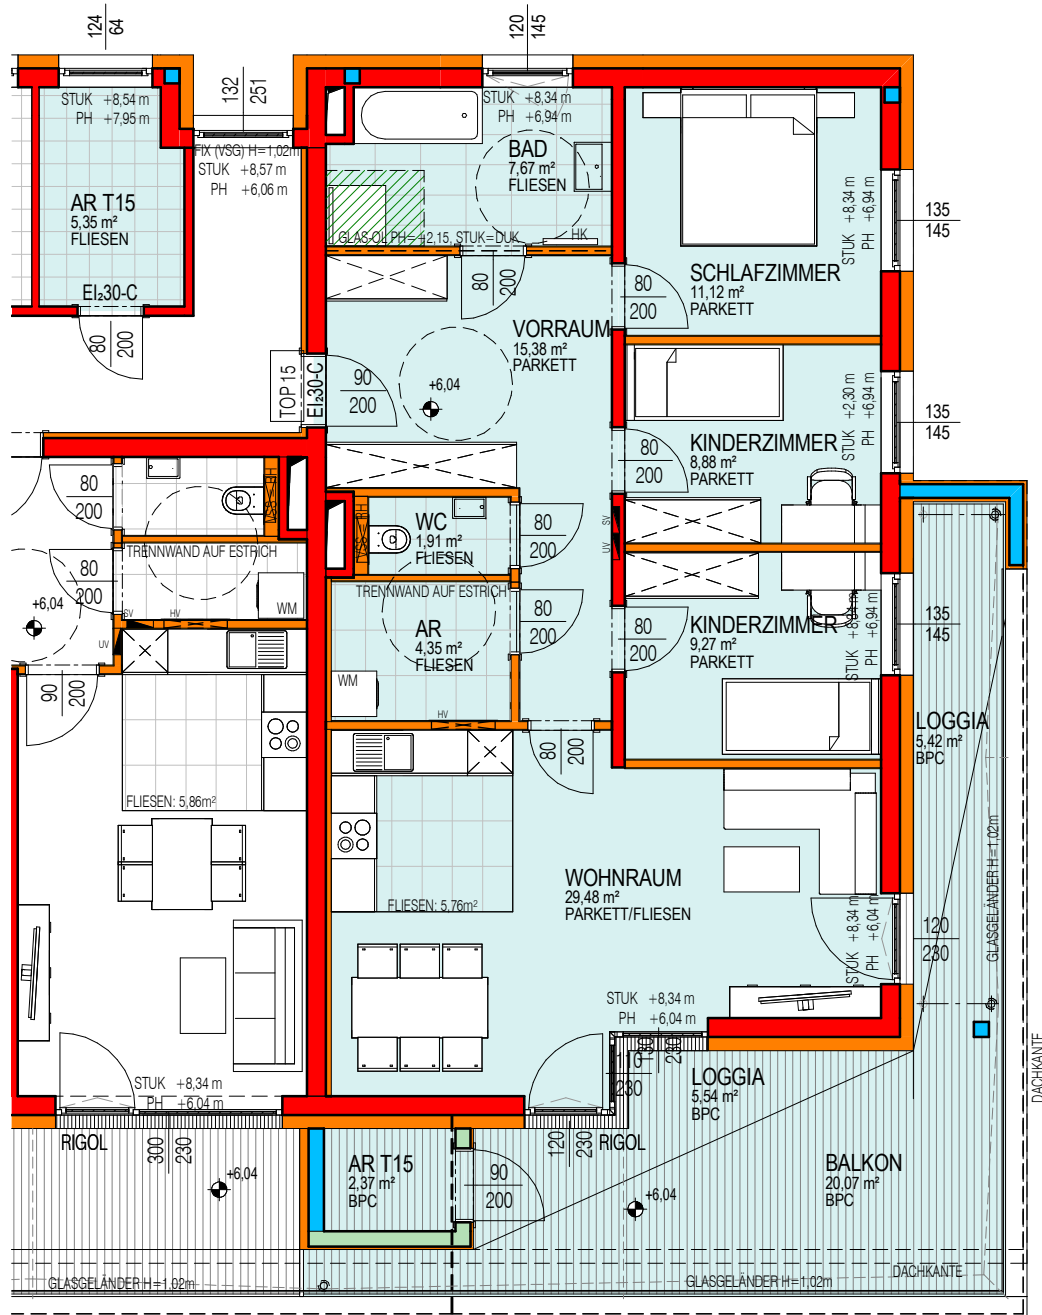 124
64
120
145
132
251
STUK +8,54 m
PH +7,95 m
FIX (VSG) H=1,02m
STUK +8,57 m
PH +6,06 m
AR T15
5,35 m²
FLIESEN
EI₂30-C
80
200
STUK +8,34 m
PH +6,94 m
BAD
7,67 m²
FLIESEN
GLAS-OL PH=+2,15, STUK=DUK
HK
80
200
STUK +8,34 m
PH +6,94 m
135
145
SCHLAFZIMMER
11,12 m²
PARKETT
80
200
VORRAUM
15,38 m²
PARKETT
+6,04
TOP 15
EI₂30-C
90
200
STUK +2,30 m
PH +6,94 m
135
145
KINDERZIMMER
8,88 m²
PARKETT
80
200
80
200
TRENNWAND AUF ESTRICH
80
200
+6,04
WM
SV
HV
UV
90
200
WC
1,91 m²
FLIESEN
80
200
SV
UV
TRENNWAND AUF ESTRICH
AR
4,35 m²
FLIESEN
80
200
WM
HV
80
200
KINDERZIMMER
9,27 m²
PARKETT
PH +6,94 m
135
145
80
200
LOGGIA
5,42 m²
BPC
FLIESEN: 5,86m²
FLIESEN: 5,76m²
WOHNRAUM
29,48 m²
PARKETT/FLIESEN
STUK +8,34 m
PH +6,04 m
120
230
GLASGELÄNDER H=1,02m
DACHKANTE
STUK +8,34 m
PH +6,04 m
130
230
110
230
LOGGIA
5,54 m²
BPC
STUK +8,34 m
PH +6,04 m
RIGOL
300
230
+6,04
AR T15
2,37 m²
BPC
90
200
120
230
RIGOL
+6,04
BALKON
20,07 m²
BPC
DACHKANTE
GLASGELÄNDER H=1,02m
GLASGELÄNDER H=1,02m